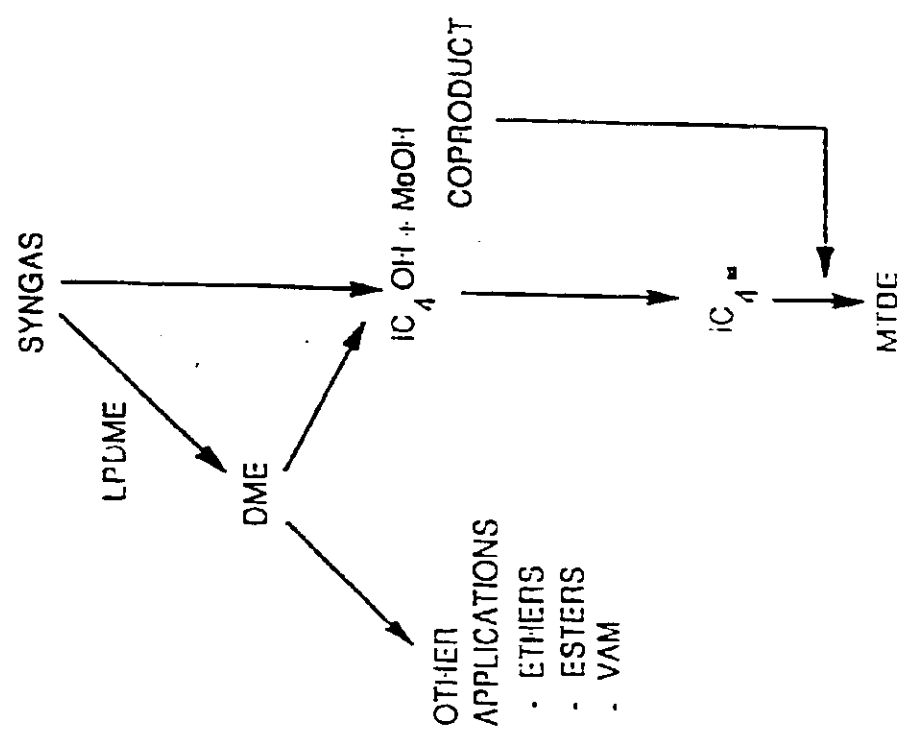 SYNGAS
LPDME
DME
iC4OH + MeOH
COPRODUCT
OTHER
APPLICATIONS
- ETHERS
- ESTERS
- VAM
iC4=
MTBE